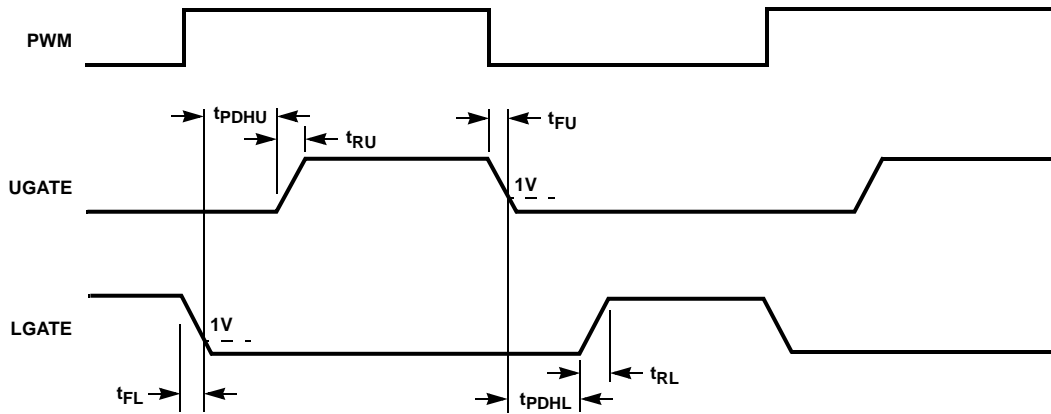 PWM
tPDHU
tRU
tFU
UGATE
1V
LGATE
1V
tFL
tRL
tPDHL